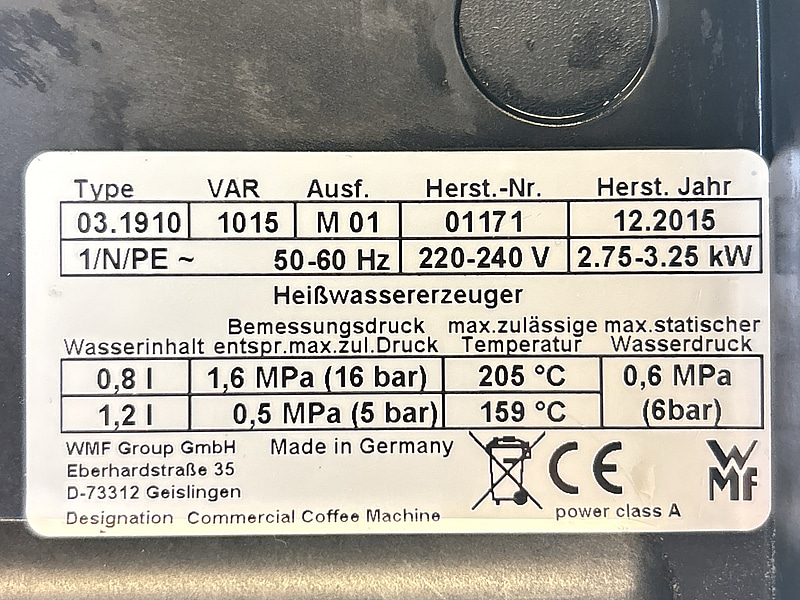 Type VAR Ausf. Herst.-Nr. Herst. Jahr
03.1910 1015 M 01 01171 12.2015
1/N/PE ~ 50-60 Hz 220-240 V 2.75-3.25 kW
Heißwassererzeuger
Bemessungsdruck max.zulässige max.statischer
Wasserinhalt entspr.max.zul.Druck Temperatur Wasserdruck
0,8 l 1,6 MPa (16 bar) 205 °C 0,6 MPa
1,2 l 0,5 MPa (5 bar) 159 °C (6bar)
WMF Group GmbH Made in Germany
Eberhardstraße 35
D-73312 Geislingen
CE
WMF
Designation Commercial Coffee Machine power class A